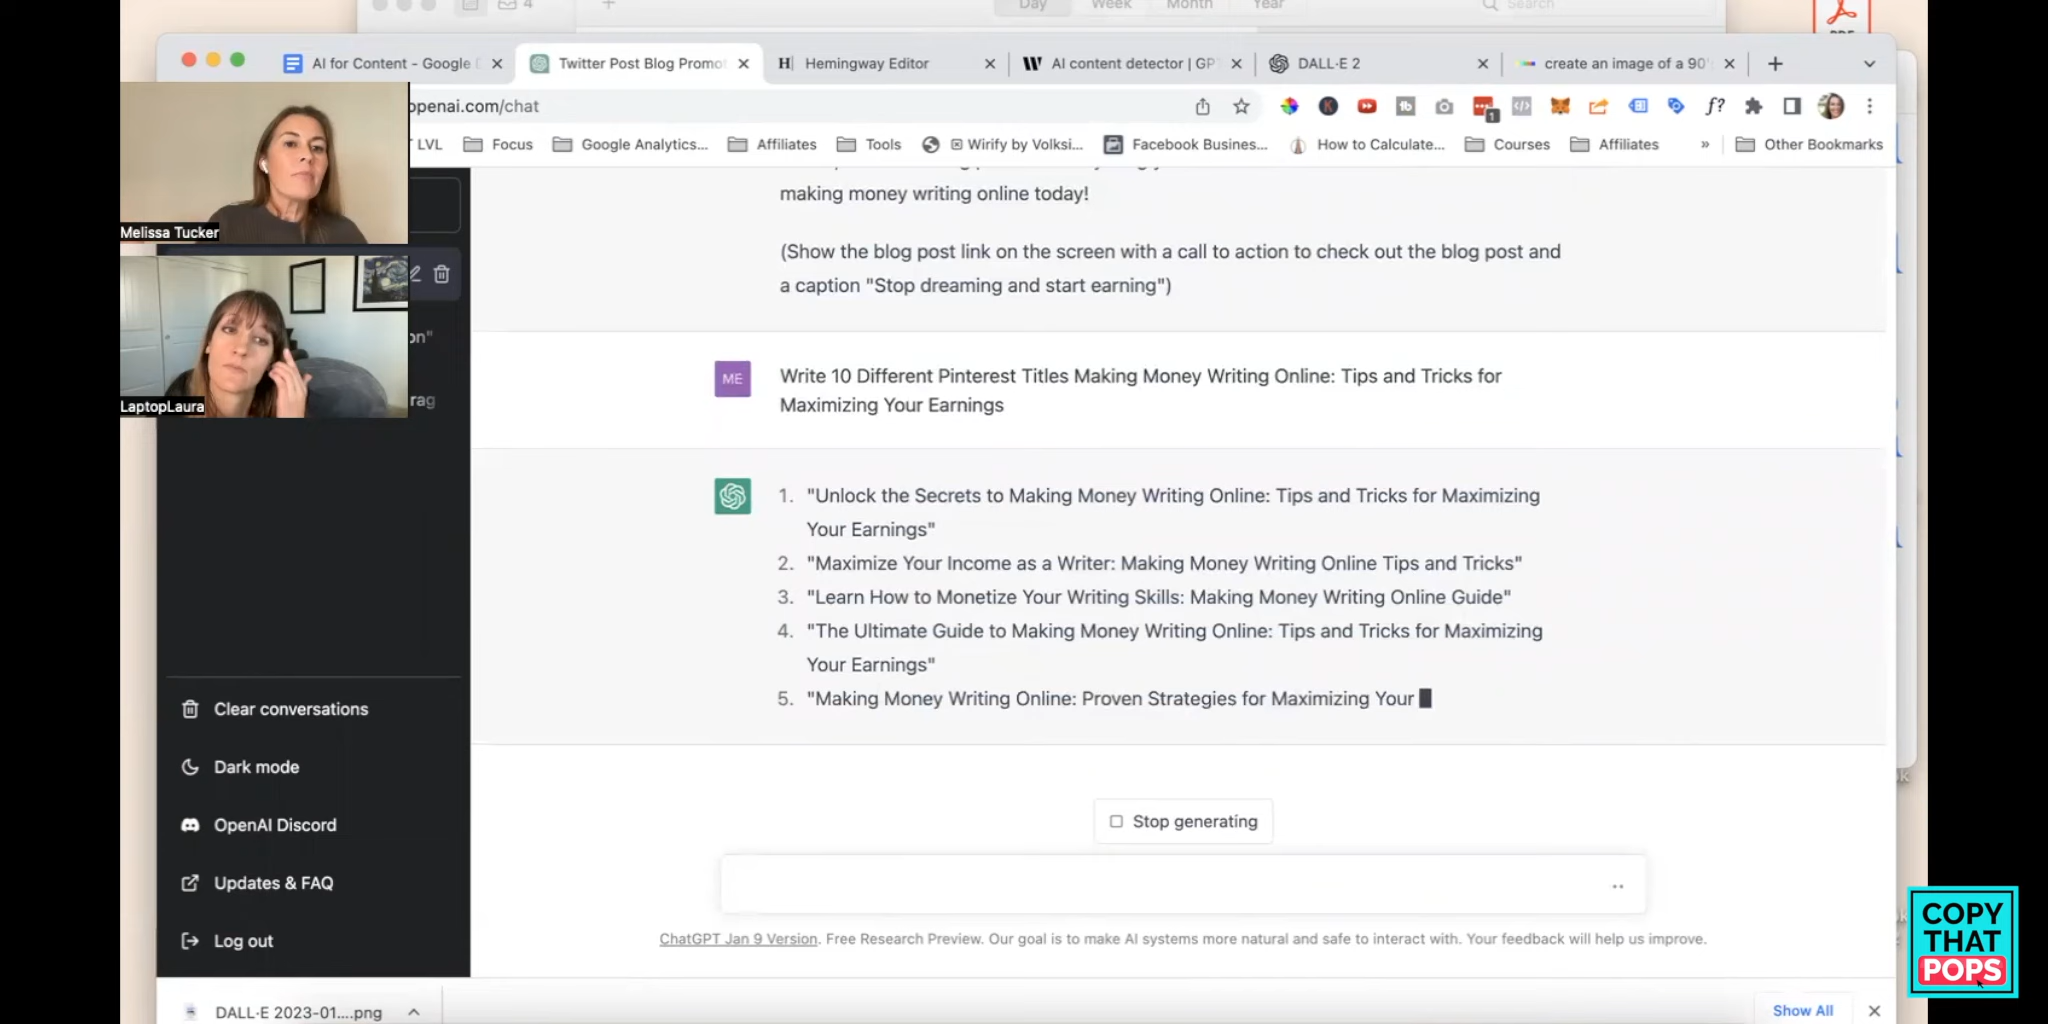 4
Day Week Month Year Search
AI for Content - Google
Twitter Post Blog Promo
Hemingway Editor
AI content detector | GP
DALL·E 2
create an image of a 90'
openai.com/chat
1
f?
LVL
Focus
Google Analytics...
Affiliates
Tools
Wirify by Volksi...
Facebook Busines...
How to Calculate...
Courses
Affiliates
»
Other Bookmarks
Melissa Tucker
LaptopLaura
on"
rag
making money writing online today!
(Show the blog post link on the screen with a call to action to check out the blog post and
a caption "Stop dreaming and start earning")
ME
Write 10 Different Pinterest Titles Making Money Writing Online: Tips and Tricks for
Maximizing Your Earnings
1. "Unlock the Secrets to Making Money Writing Online: Tips and Tricks for Maximizing
Your Earnings"
2. "Maximize Your Income as a Writer: Making Money Writing Online Tips and Tricks"
3. "Learn How to Monetize Your Writing Skills: Making Money Writing Online Guide"
4. "The Ultimate Guide to Making Money Writing Online: Tips and Tricks for Maximizing
Your Earnings"
5. "Making Money Writing Online: Proven Strategies for Maximizing Your
Clear conversations
Dark mode
OpenAI Discord
Updates & FAQ
Log out
Stop generating
ChatGPT Jan 9 Version. Free Research Preview. Our goal is to make AI systems more natural and safe to interact with. Your feedback will help us improve.
DALL·E 2023-01....png
Show All
COPY
THAT
POPS